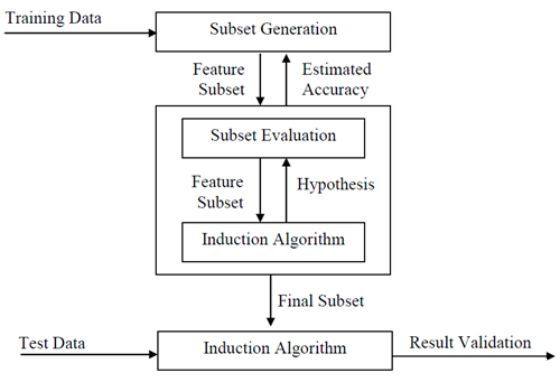 Training Data
Subset Generation
Feature
Subset
Estimated
Accuracy
Subset Evaluation
Feature
Subset
Hypothesis
Induction Algorithm
Final Subset
Test Data
Induction Algorithm
Result Validation